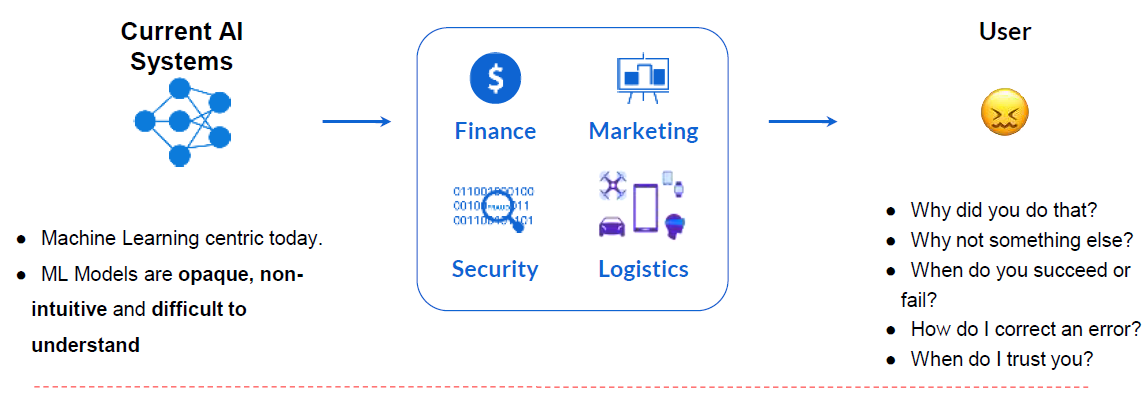 Current AI
Systems
User
$
Finance
Marketing
011001000100
FRAUD
Security
Logistics
● Machine Learning centric today.
● ML Models are opaque, non-
intuitive and difficult to
understand
● Why did you do that?
● Why not something else?
● When do you succeed or
fail?
● How do I correct an error?
● When do I trust you?